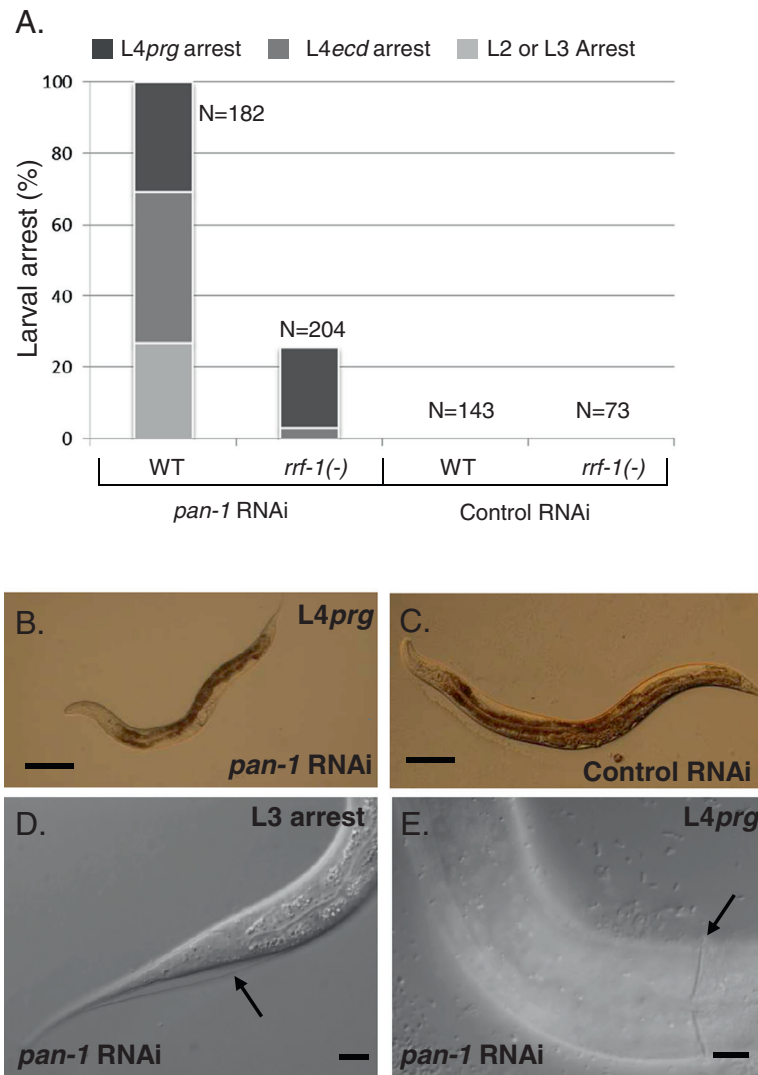 A.
L4prg arrest L4ecd arrest L2 or L3 Arrest
Larval arrest (%)
100
80
60
40
20
0
N=182
N=204
N=143
N=73
WT rrf-1(-) WT rrf-1(-)
pan-1 RNAi Control RNAi
B.
L4prg
pan-1 RNAi
C.
Control RNAi
D.
L3 arrest
pan-1 RNAi
E.
L4prg
pan-1 RNAi